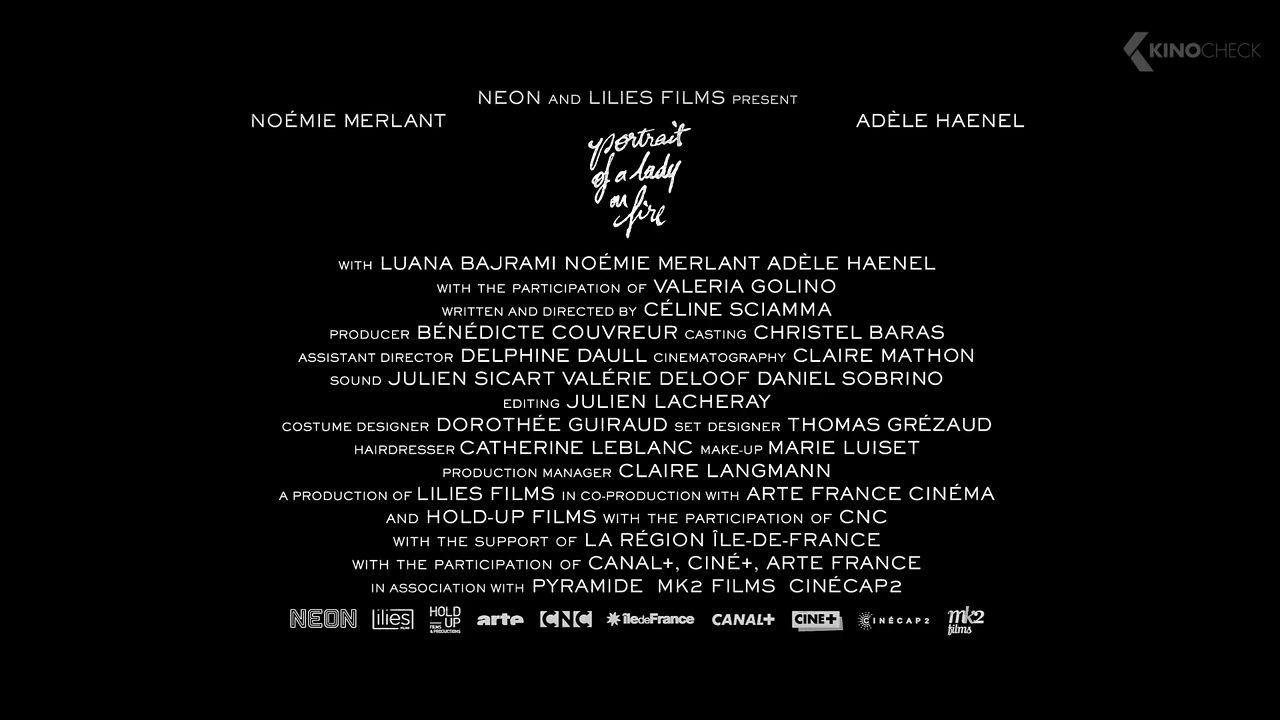 KINOCHECK
NEON AND LILIES FILMS PRESENT
NOÉMIE MERLANT
ADÈLE HAENEL
portrait
of a lady
on
fire
WITH LUANA BAJRAMI NOÉMIE MERLANT ADÈLE HAENEL
WITH THE PARTICIPATION OF VALERIA GOLINO
WRITTEN AND DIRECTED BY CÉLINE SCIAMMA
PRODUCER BÉNÉDICTE COUVREUR CASTING CHRISTEL BARAS
ASSISTANT DIRECTOR DELPHINE DAULL CINEMATOGRAPHY CLAIRE MATHON
SOUND JULIEN SICART VALÉRIE DELOOF DANIEL SOBRINO
EDITING JULIEN LACHERAY
COSTUME DESIGNER DOROTHÉE GUIRAUD SET DESIGNER THOMAS GRÉZAUD
HAIRDRESSER CATHERINE LEBLANC MAKE-UP MARIE LUISET
PRODUCTION MANAGER CLAIRE LANGMANN
A PRODUCTION OF LILIES FILMS IN CO-PRODUCTION WITH ARTE FRANCE CINÉMA
AND HOLD-UP FILMS WITH THE PARTICIPATION OF CNC
WITH THE SUPPORT OF LA RÉGION ÎLE-DE-FRANCE
WITH THE PARTICIPATION OF CANAL+, CINÉ+, ARTE FRANCE
IN ASSOCIATION WITH PYRAMIDE MK2 FILMS CINÉCAP2
NEON lilies FILMS HOLD UP FILMS & PRODUCTIONS arte CNC îledeFrance CANAL+ CINE+ CINÉCAP2 mk2 films